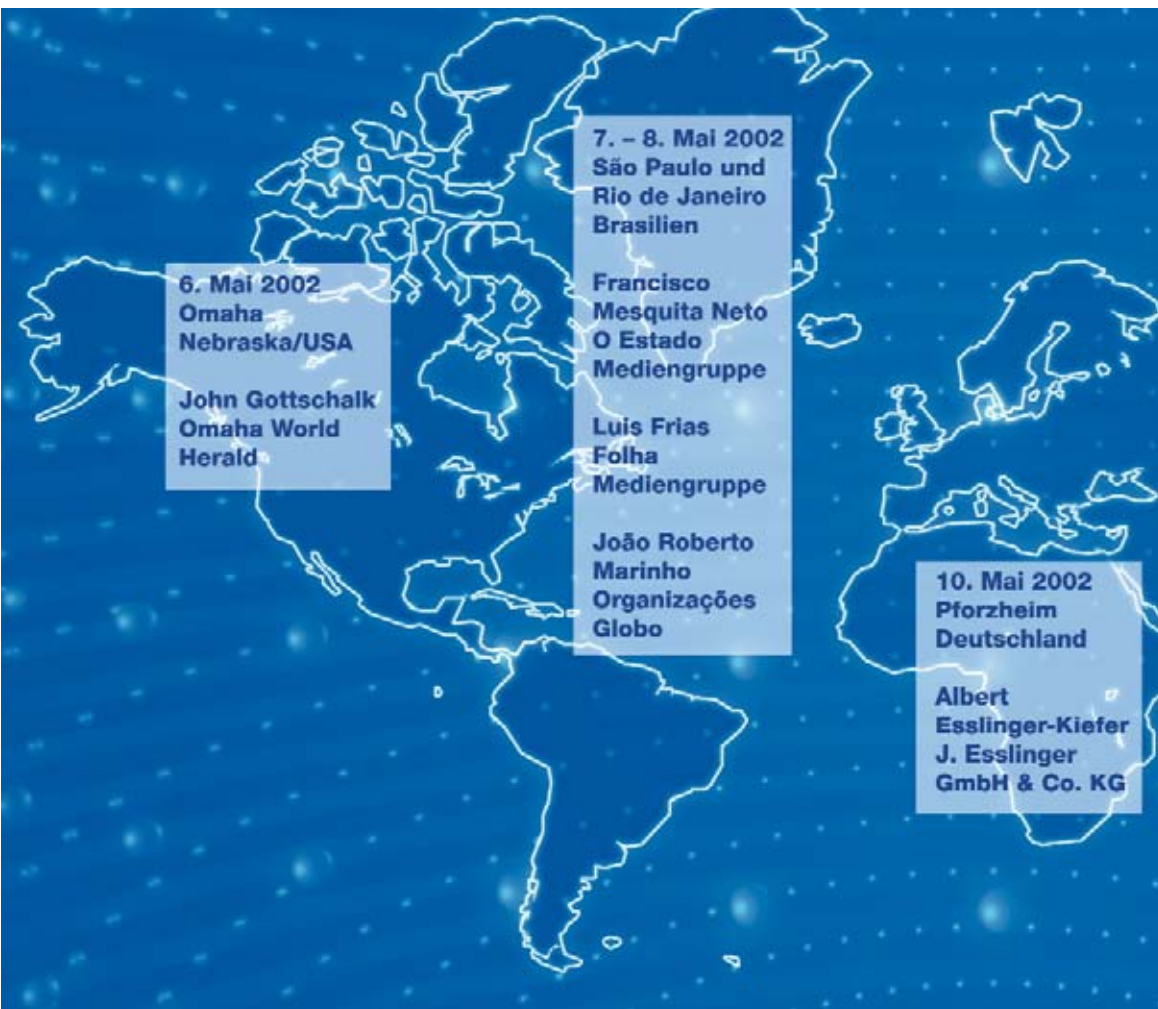 6. Mai 2002
Omaha
Nebraska/USA
John Gottschalk
Omaha World
Herald
7. – 8. Mai 2002
São Paulo und
Rio de Janeiro
Brasilien
Francisco
Mesquita Neto
O Estado
Mediengruppe
Luis Frias
Folha
Mediengruppe
João Roberto
Marinho
Organizações
Globo
10. Mai 2002
Pforzheim
Deutschland
Albert
Esslinger-Kiefer
J. Esslinger
GmbH & Co. KG